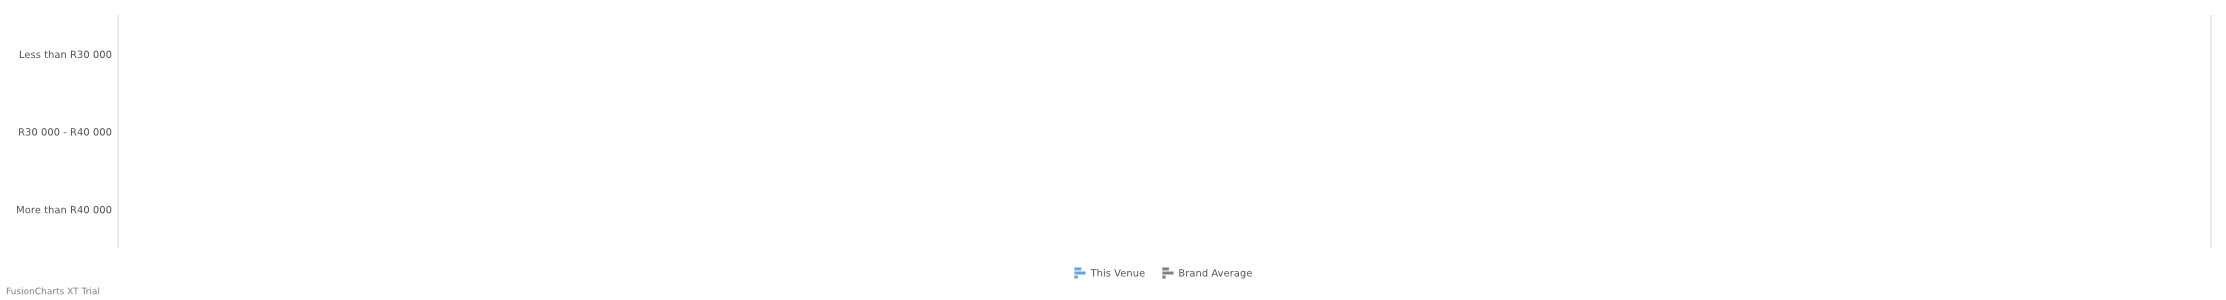 Less than R30 000
R30 000 - R40 000
More than R40 000
This Venue Brand Average
FusionCharts XT Trial